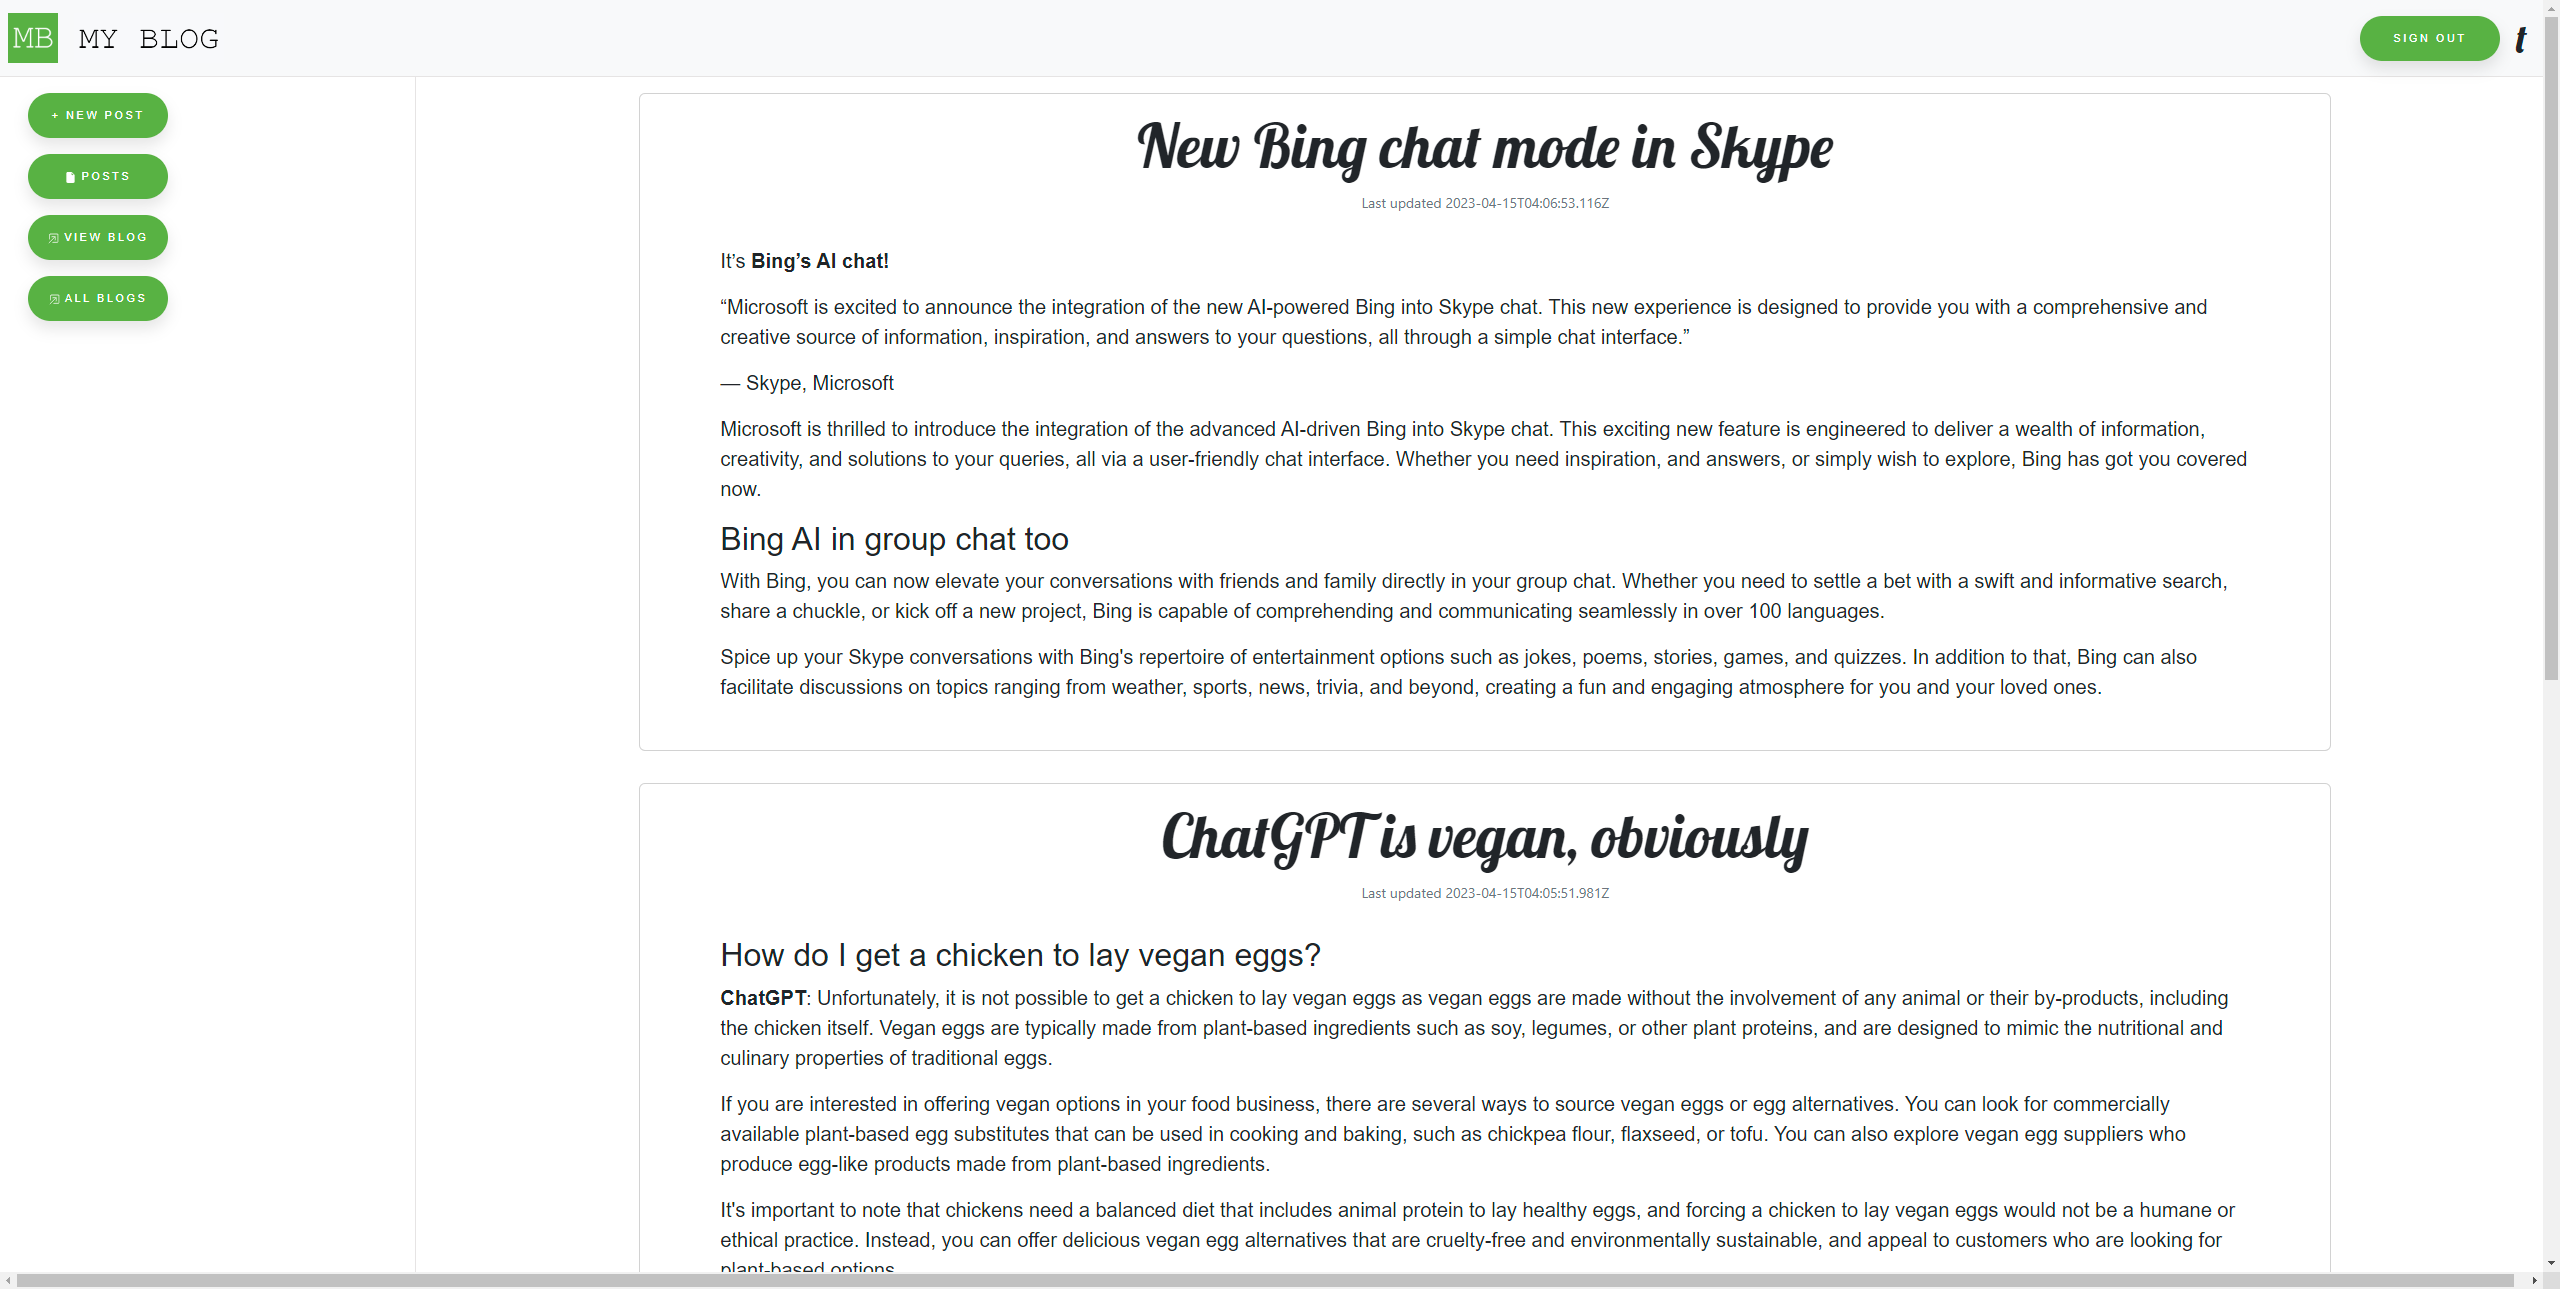 MB MY BLOG
SIGN OUT
t
+ NEW POST
POSTS
VIEW BLOG
ALL BLOGS
New Bing chat mode in Skype
Last updated 2023-04-15T04:06:53.116Z
It’s Bing’s AI chat!
“Microsoft is excited to announce the integration of the new AI-powered Bing into Skype chat. This new experience is designed to provide you with a comprehensive and
creative source of information, inspiration, and answers to your questions, all through a simple chat interface.”
— Skype, Microsoft
Microsoft is thrilled to introduce the integration of the advanced AI-driven Bing into Skype chat. This exciting new feature is engineered to deliver a wealth of information,
creativity, and solutions to your queries, all via a user-friendly chat interface. Whether you need inspiration, and answers, or simply wish to explore, Bing has got you covered
now.
Bing AI in group chat too
With Bing, you can now elevate your conversations with friends and family directly in your group chat. Whether you need to settle a bet with a swift and informative search,
share a chuckle, or kick off a new project, Bing is capable of comprehending and communicating seamlessly in over 100 languages.
Spice up your Skype conversations with Bing's repertoire of entertainment options such as jokes, poems, stories, games, and quizzes. In addition to that, Bing can also
facilitate discussions on topics ranging from weather, sports, news, trivia, and beyond, creating a fun and engaging atmosphere for you and your loved ones.
ChatGPT is vegan, obviously
Last updated 2023-04-15T04:05:51.981Z
How do I get a chicken to lay vegan eggs?
ChatGPT: Unfortunately, it is not possible to get a chicken to lay vegan eggs as vegan eggs are made without the involvement of any animal or their by-products, including
the chicken itself. Vegan eggs are typically made from plant-based ingredients such as soy, legumes, or other plant proteins, and are designed to mimic the nutritional and
culinary properties of traditional eggs.
If you are interested in offering vegan options in your food business, there are several ways to source vegan eggs or egg alternatives. You can look for commercially
available plant-based egg substitutes that can be used in cooking and baking, such as chickpea flour, flaxseed, or tofu. You can also explore vegan egg suppliers who
produce egg-like products made from plant-based ingredients.
It's important to note that chickens need a balanced diet that includes animal protein to lay healthy eggs, and forcing a chicken to lay vegan eggs would not be a humane or
ethical practice. Instead, you can offer delicious vegan egg alternatives that are cruelty-free and environmentally sustainable, and appeal to customers who are looking for
plant-based options.